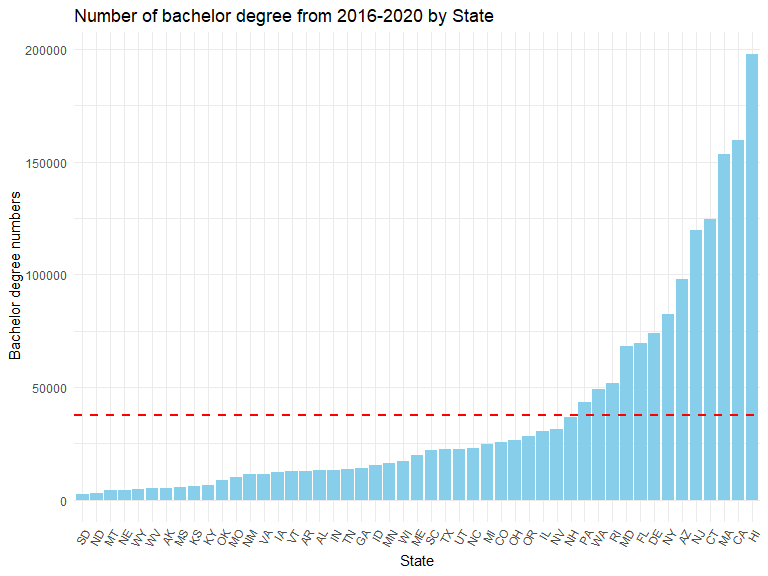 Number of bachelor degree from 2016-2020 by State
Bachelor degree numbers
200000
150000
100000
50000
0
SD ND MT NE WY WV AK MS KS KY OK MO NM VA IA VT AR AL IN TN GA ID MN WI ME SC TX UT NC MI CO OH OR IL NV NH PA WA RI MD FL DE NY AZ NJ CT MA CA HI
State